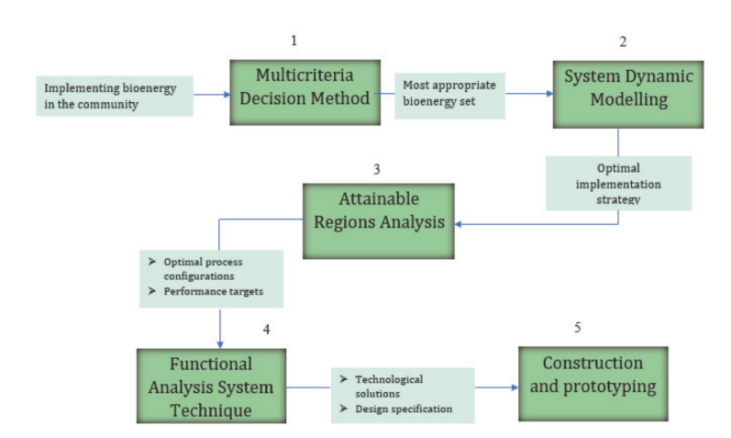 1
Multicriteria
Decision Method
Implementing bioenergy
in the community
Most appropriate
bioenergy set
2
System Dynamic
Modelling
Optimal
implementation
strategy
3
Attainable
Regions Analysis
➤ Optimal process
configurations
➤ Performance targets
4
Functional
Analysis System
Technique
➤ Technological
solutions
➤ Design specification
5
Construction
and prototyping